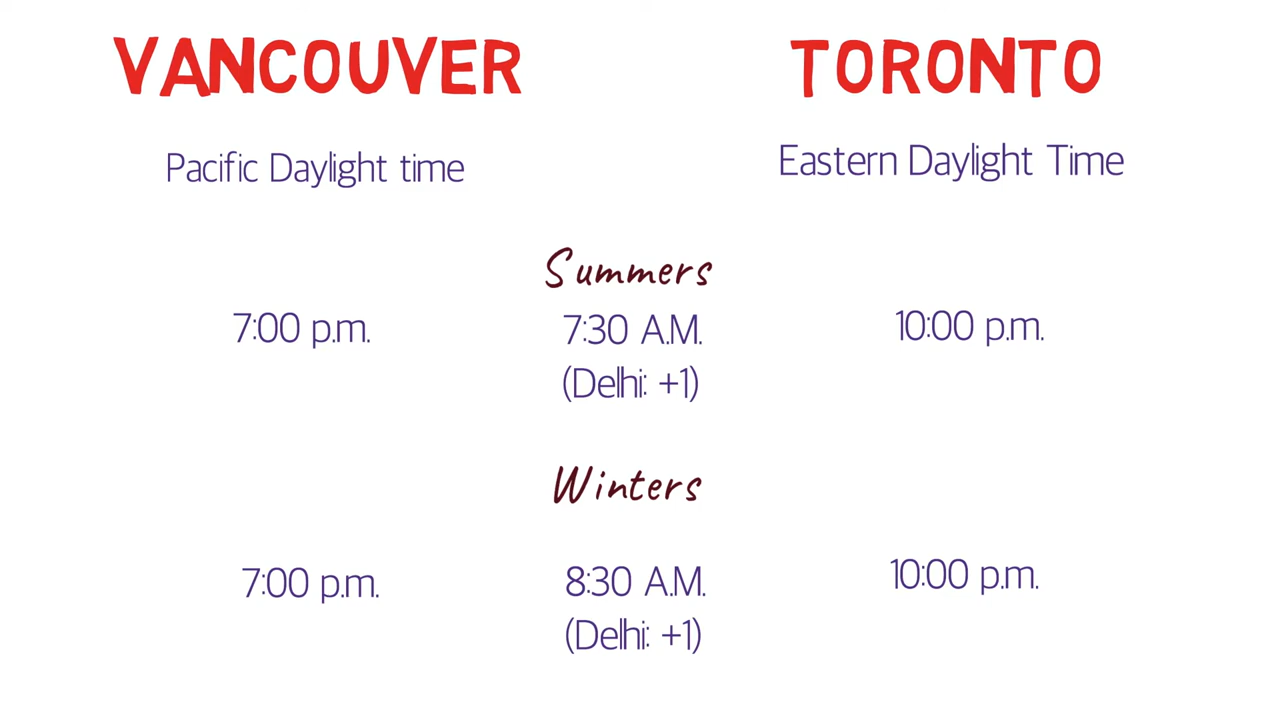 VANCOUVER
TORONTO
Pacific Daylight time
Eastern Daylight Time
Summers
7:00 p.m.
7:30 A.M.
10:00 p.m.
(Delhi: +1)
Winters
7:00 p.m.
8:30 A.M.
10:00 p.m.
(Delhi: +1)